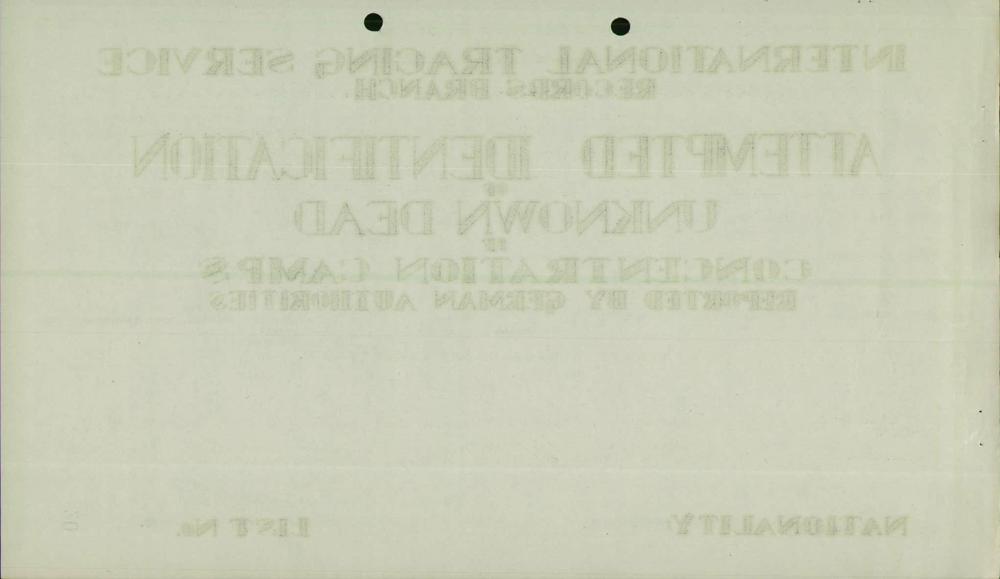 INTERNATIONAL TRACING SERVICE
RECORDS BRANCH.
ATTEMPTED IDENTIFICATION
OF
UNKNOWN DEAD
OF
CONCENTRATION CAMPS
REPORTED BY GERMAN AUTHORITIES
NATIONALITY
LIST No.